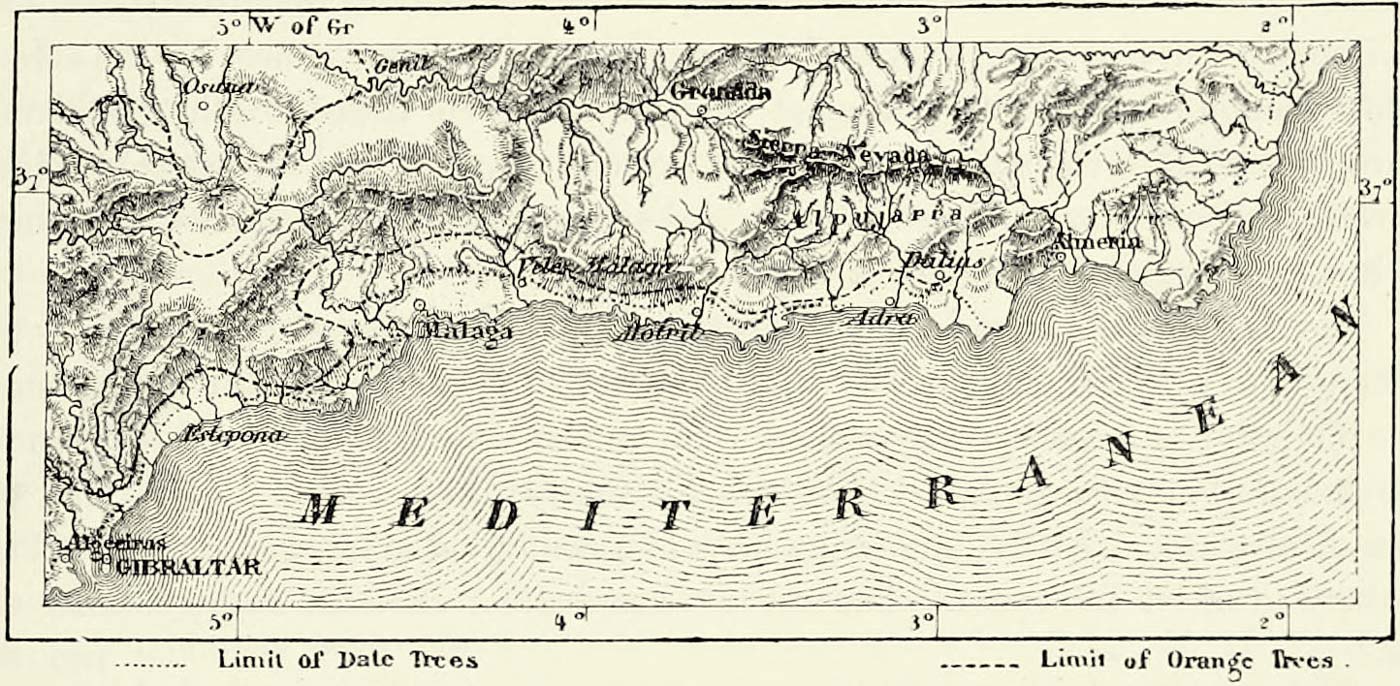 5° W of Gr 4° 3° 2°
Genil
Osuna
Granada
Sierra Nevada
37° 37°
Alpujarra
Almeria
Velez Malaga
Dalias
Malaga
Motril
Adra
Estepona
MEDITERRANEAN
Algeciras
GIBRALTAR
5° 4° 3° 2°
Limit of Date Trees
Limit of Orange Trees.